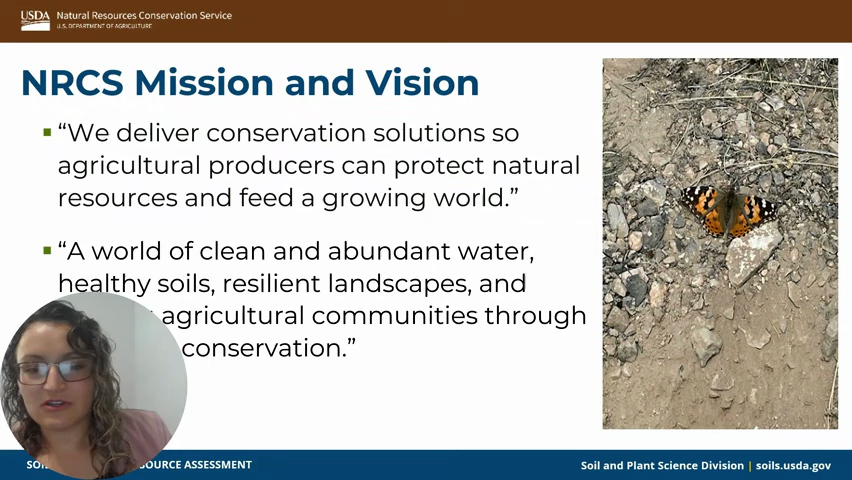 USDA
Natural Resources Conservation Service
U.S. DEPARTMENT OF AGRICULTURE
NRCS Mission and Vision
“We deliver conservation solutions so
agricultural producers can protect natural
resources and feed a growing world.”
“A world of clean and abundant water,
healthy soils, resilient landscapes, and
agricultural communities through
conservation.”
ASSESSMENT
Soil and Plant Science Division | soils.usda.gov